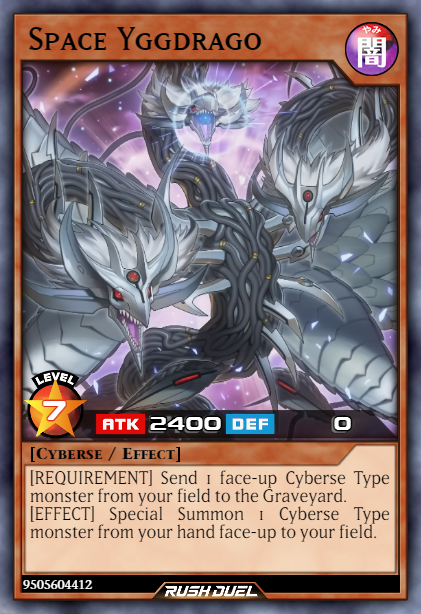 Space Yggdrago
やみ
闇
LEVEL
7
ATK 2400 DEF 0
[Cyberse / Effect]
[REQUIREMENT] Send 1 face-up Cyberse Type
monster from your field to the Graveyard.
[EFFECT] Special Summon 1 Cyberse Type
monster from your hand face-up to your field.
9505604412
RUSH DUEL